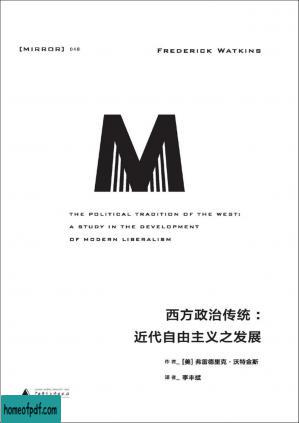 [MIRROR] 048
FREDERICK WATKINS
M
THE POLITICAL TRADITION OF THE WEST:
A STUDY IN THE DEVELOPMENT
OF MODERN LIBERALISM
西方政治传统：
近代自由主义之发展
作者_ [美] 弗雷德里克·沃特金斯
译者_ 李丰斌
homeofpdf.com